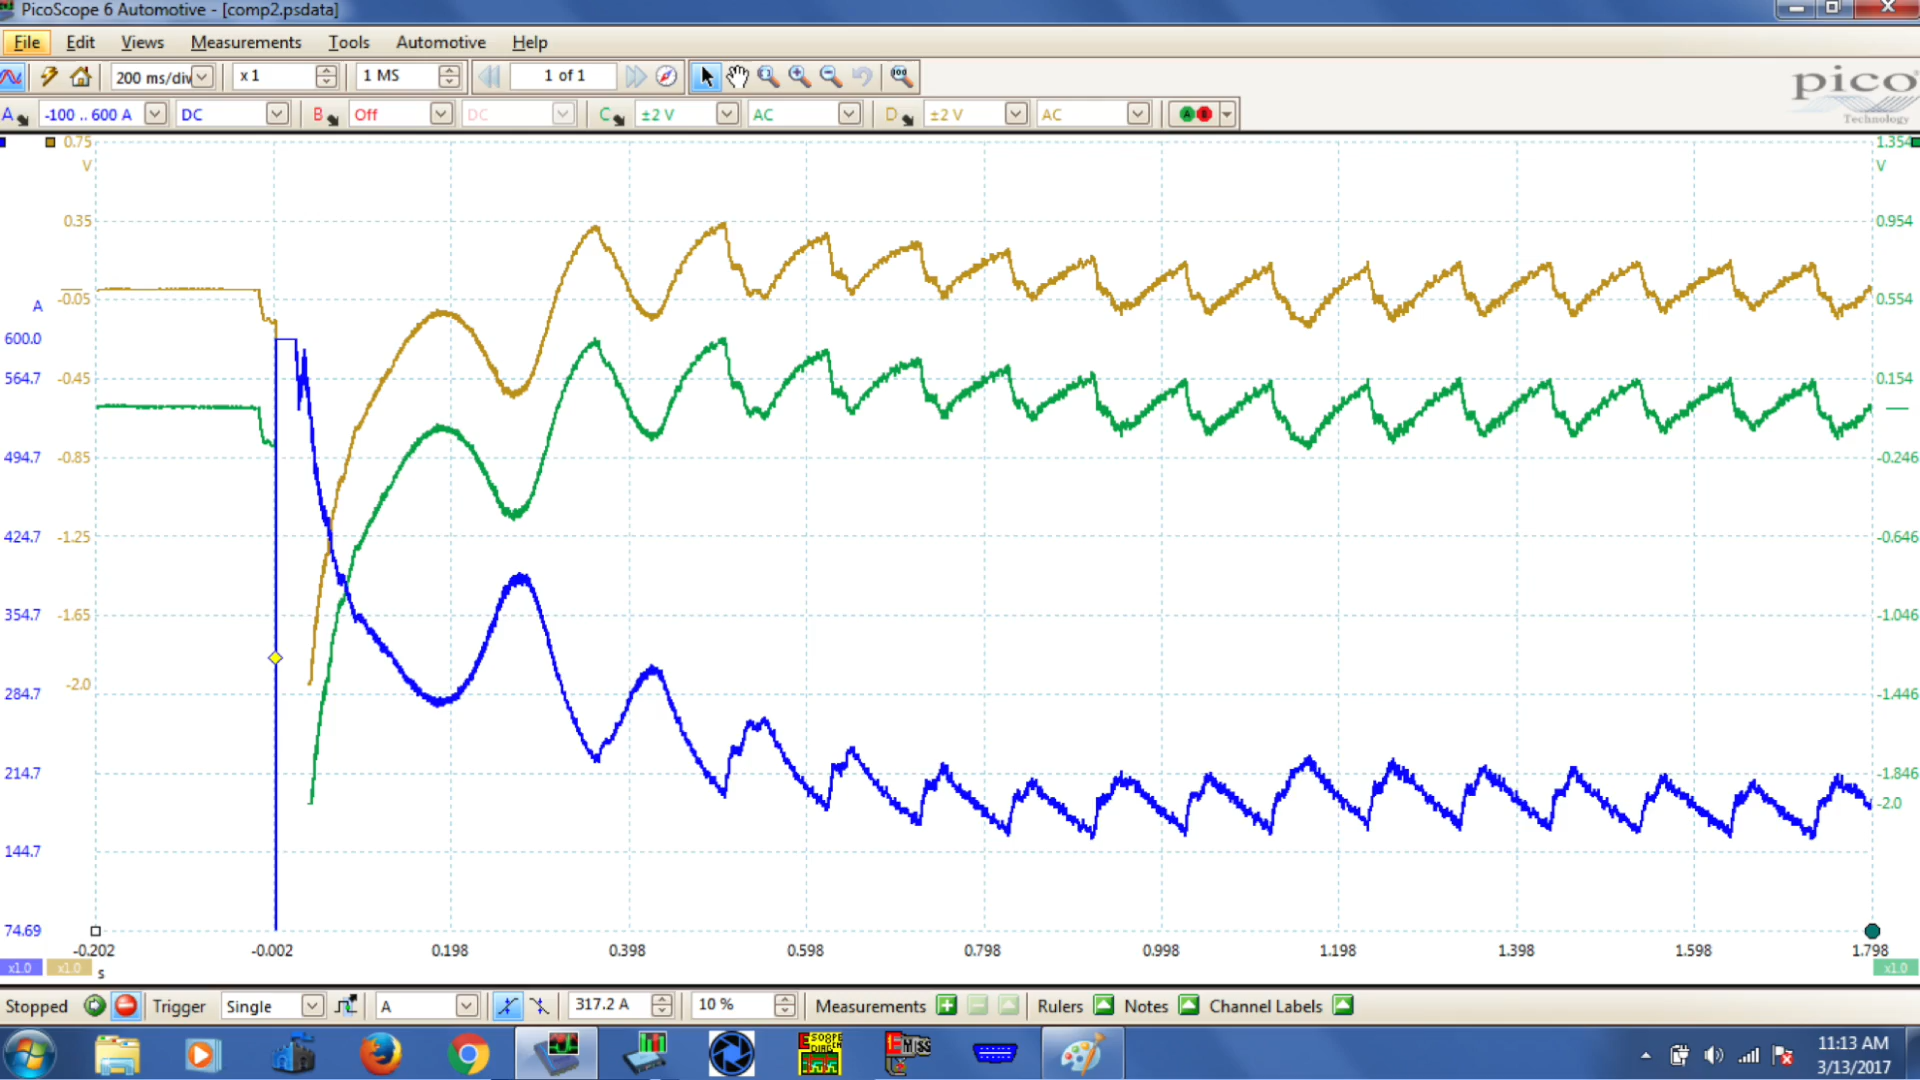 PicoScope 6 Automotive - [comp2.psdata]
File Edit Views Measurements Tools Automotive Help
200 ms/div x 1 1 MS 1 of 1
pico
Technology
A -100 .. 600 A DC B Off DC C ±2 V AC D ±2 V AC
A B
0.75 1.354
V V
0.35 0.954
-0.05 0.554
A
600.0
564.7 -0.45 0.154
494.7 -0.85 -0.246
424.7 -1.25 -0.646
354.7 -1.65 -1.046
-2.0
284.7 -1.446
214.7 -1.846
-2.0
144.7
74.69
-0.202 -0.002 0.198 0.398 0.598 0.798 0.998 1.198 1.398 1.598 1.798
x1.0 x1.0 s x1.0
Stopped Trigger Single A 317.2 A 10 % Measurements Rulers Notes Channel Labels
ESCOPE
DIAG
MISS
11:13 AM
3/13/2017